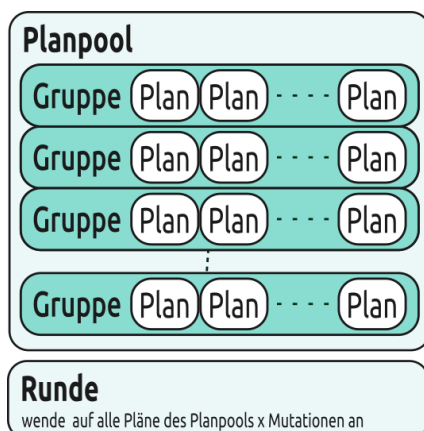 Planpool
Gruppe Plan Plan - - - - Plan
Gruppe Plan Plan - - - - Plan
Gruppe Plan Plan - - - - Plan
Gruppe Plan Plan - - - - Plan
Runde
wende auf alle Pläne des Planpools x Mutationen an